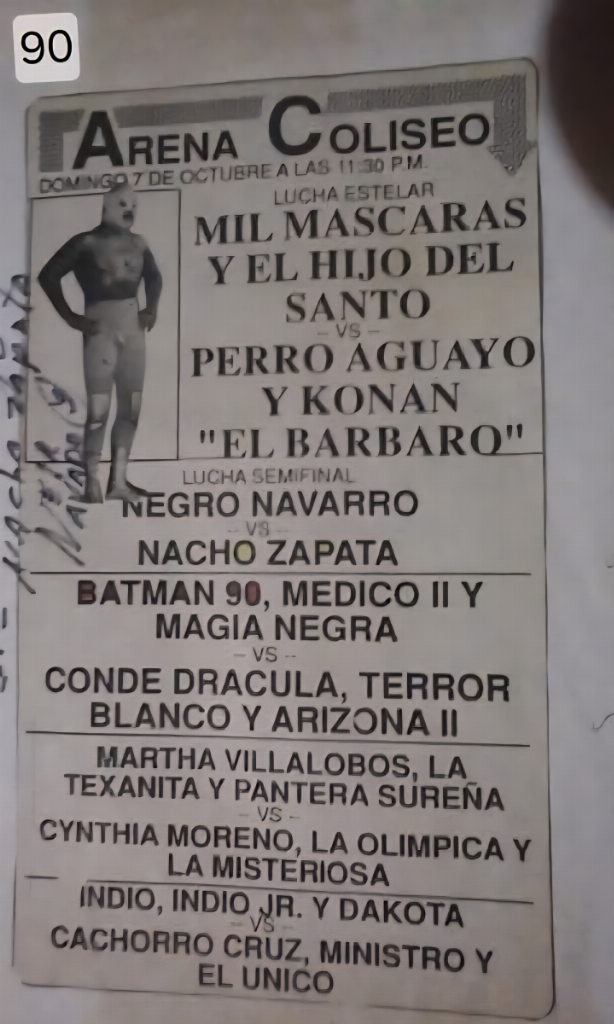 90
ARENA COLISEO
DOMINGO 7 DE OCTUBRE A LAS 11:30 P.M.
LUCHA ESTELAR
MIL MASCARAS
Y EL HIJO DEL
SANTO
- VS -
PERRO AGUAYO
Y KONAN
"EL BARBARO"
LUCHA SEMIFINAL
NEGRO NAVARRO
- VS -
NACHO ZAPATA
BATMAN 90, MEDICO II Y
MAGIA NEGRA
- VS -
CONDE DRACULA, TERROR
BLANCO Y ARIZONA II
MARTHA VILLALOBOS, LA
TEXANITA Y PANTERA SUREÑA
- VS -
CYNTHIA MORENO, LA OLIMPICA Y
LA MISTERIOSA
INDIO, INDIO JR. Y DAKOTA
- VS -
CACHORRO CRUZ, MINISTRO Y
EL UNICO
Nacho Zapata